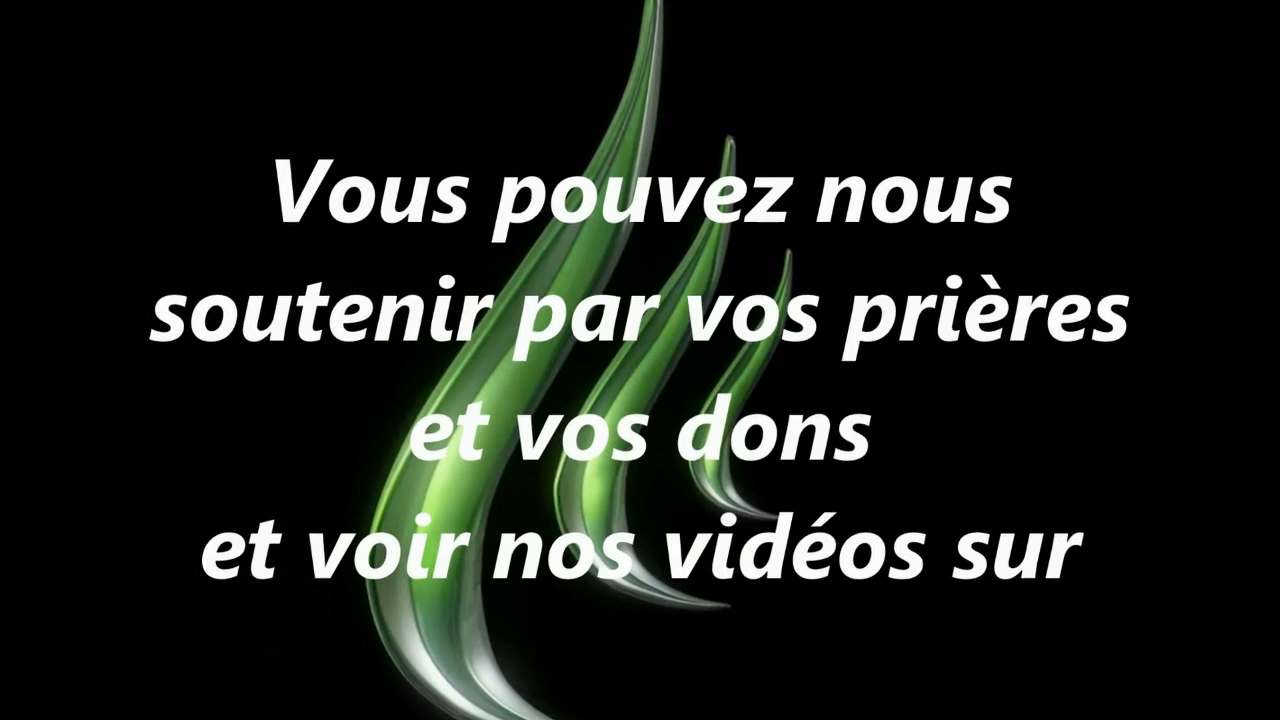 Vous pouvez nous
soutenir par vos prières
et vos dons
et voir nos vidéos sur